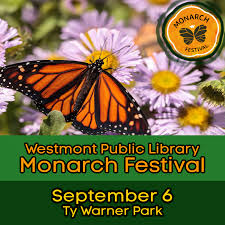 MONARCH
FESTIVAL
Westmont Public Library
Monarch Festival
September 6
Ty Warner Park